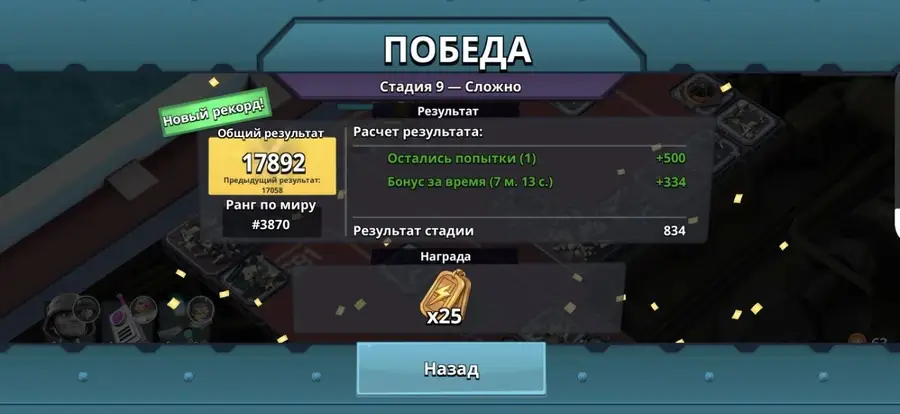 ПОБЕДА
Стадия 9 — Сложно
Новый рекорд!
Общий результат
17892
Предыдущий результат:
17058
Ранг по миру
#3870
Результат
Расчет результата:
Остались попытки (1) +500
Бонус за время (7 м. 13 с.) +334
Результат стадии 834
Награда
x25
Назад